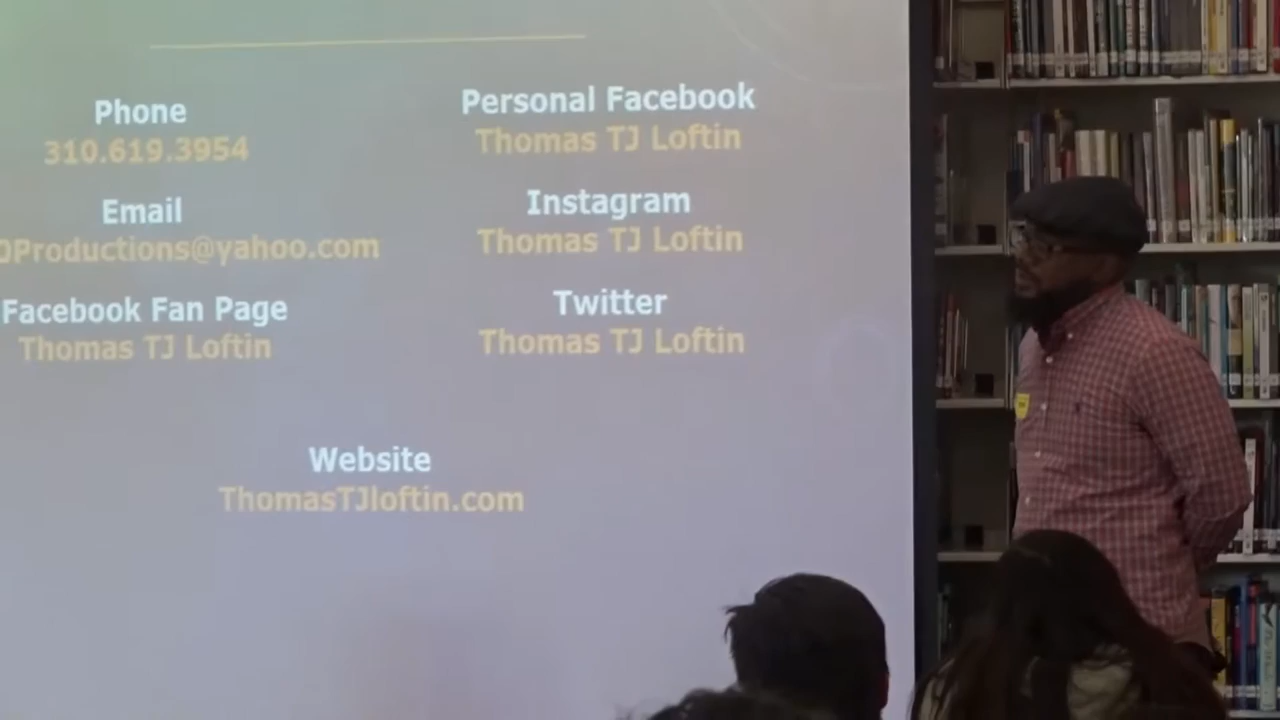 Phone
310.619.3954
Email
0Productions@yahoo.com
Facebook Fan Page
Thomas TJ Loftin
Personal Facebook
Thomas TJ Loftin
Instagram
Thomas TJ Loftin
Twitter
Thomas TJ Loftin
Website
ThomasTJloftin.com